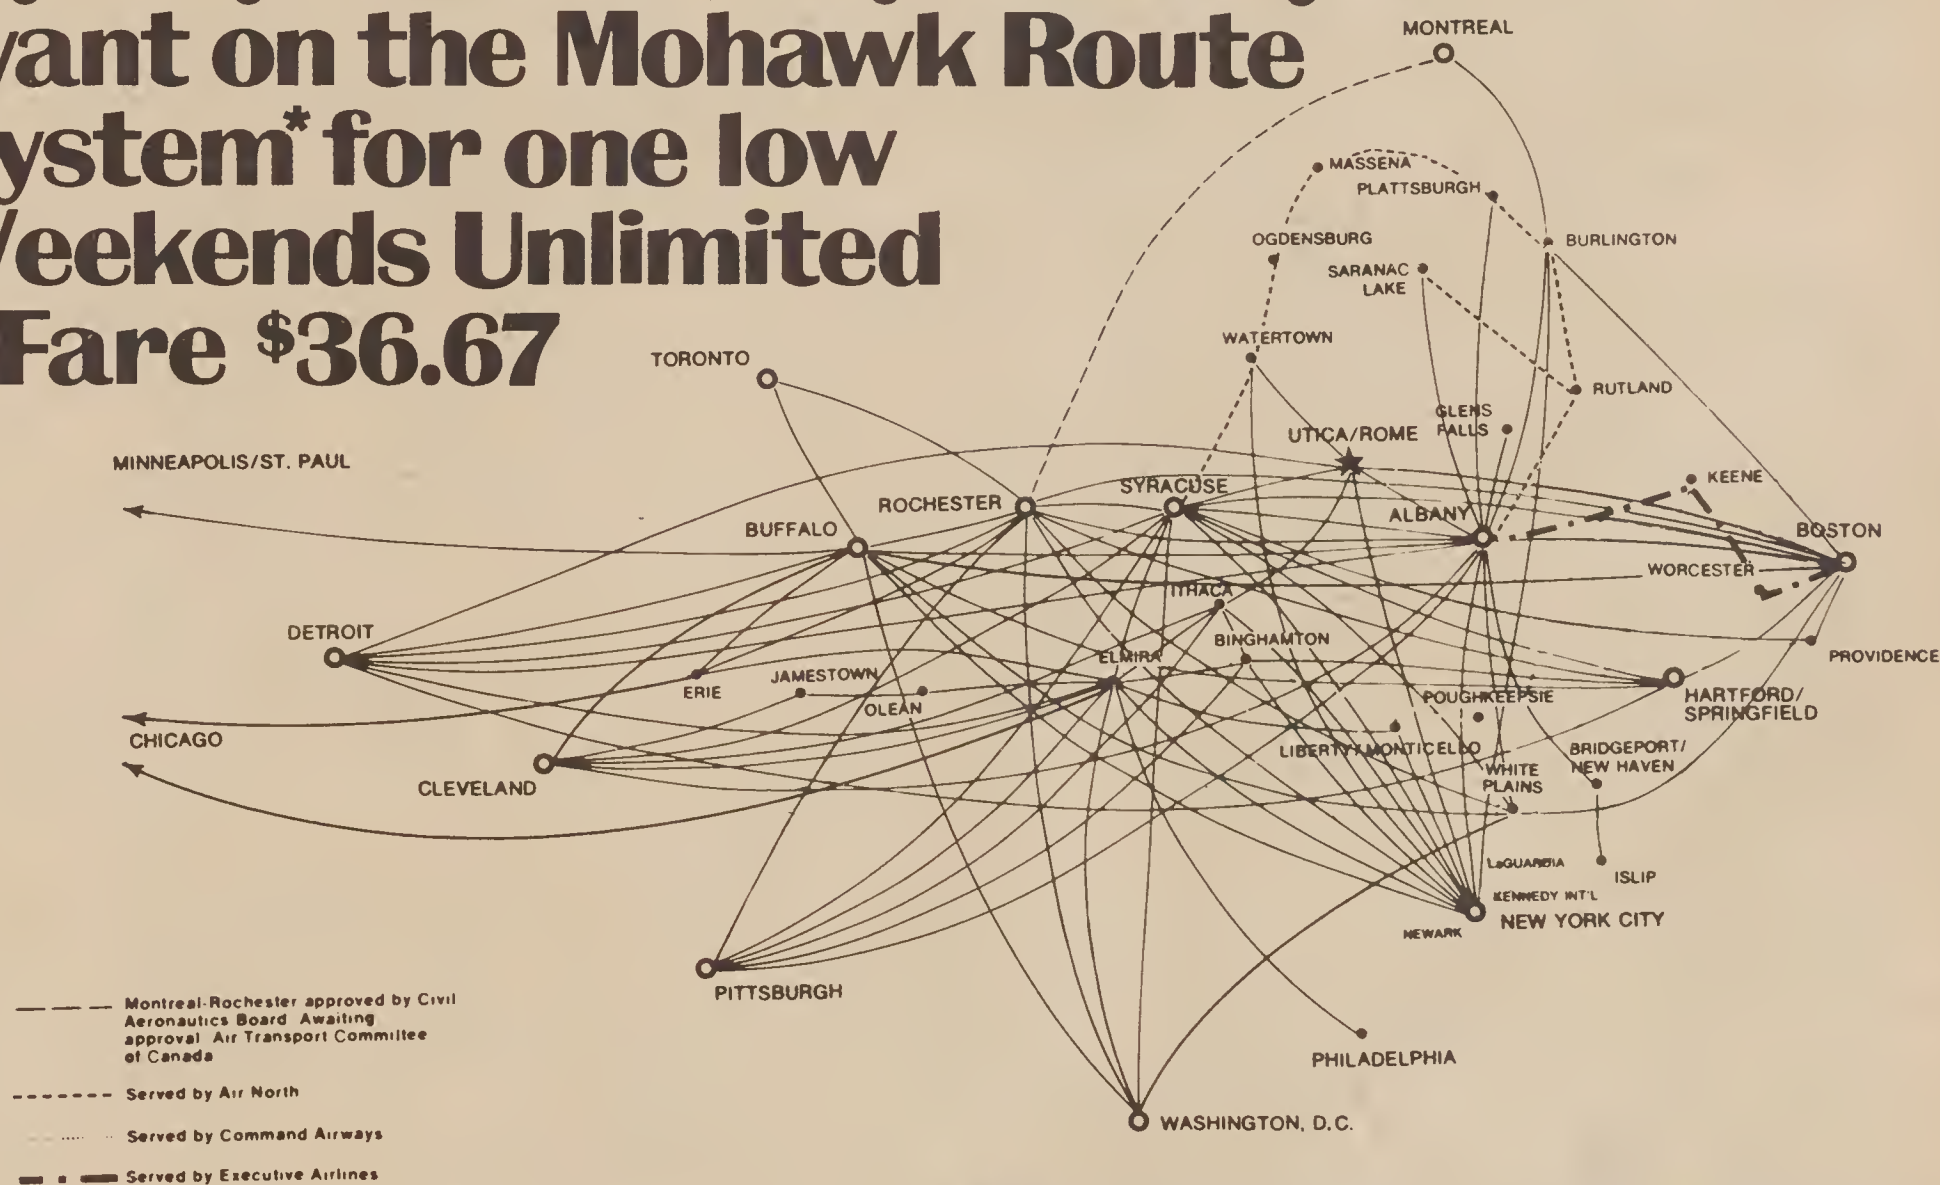 vant on the Mohawk Route
ystem* for one low
Weekends Unlimited
Fare $36.67
MONTREAL
MASSENA
PLATTSBURGH
OGDENSBURG
BURLINGTON
SARANAC
LAKE
WATERTOWN
TORONTO
RUTLAND
GLENS
FALLS
UTICA/ROME
MINNEAPOLIS/ST. PAUL
KEENE
SYRACUSE
ROCHESTER
ALBANY
BUFFALO
BOSTON
WORCESTER
ITHACA
DETROIT
BINGHAMTON
ELMIRA
PROVIDENCE
JAMESTOWN
ERIE
OLEAN
POUGHKEEPSIE
HARTFORD/
SPRINGFIELD
CHICAGO
LIBERTY/MONTICELLO
BRIDGEPORT/
NEW HAVEN
WHITE
PLAINS
CLEVELAND
LaGUARDIA
ISLIP
KENNEDY INT'L
NEW YORK CITY
NEWARK
PITTSBURGH
PHILADELPHIA
WASHINGTON, D.C.
Montreal-Rochester approved by Civil
Aeronautics Board Awaiting
approval Air Transport Committee
of Canada
Served by Air North
Served by Command Airways
Served by Executive Airlines